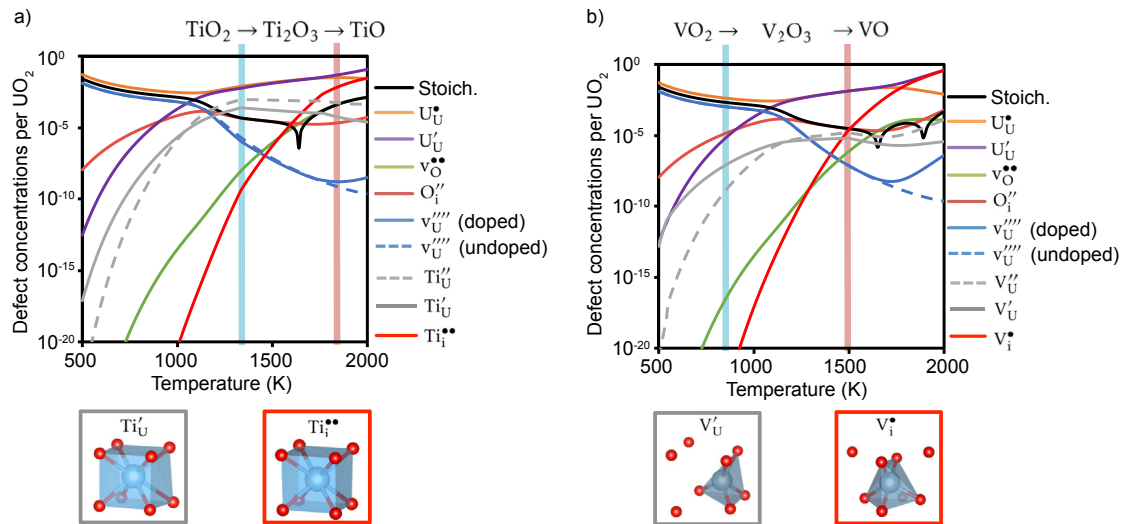 a)
TiO₂ → Ti₂O₃ → TiO
Defect concentrations per UO₂
10⁰
10⁻⁵
10⁻¹⁰
10⁻¹⁵
10⁻²⁰
500 1000 1500 2000
Temperature (K)
Stoich.
U_U^•
U_U′
v_O^••
O_i″
v_U⁗ (doped)
v_U⁗ (undoped)
Ti_U″
Ti_U′
Ti_i^••
Ti_U′
Ti_i^••
b)
VO₂ → V₂O₃ → VO
Defect concentrations per UO₂
10⁰
10⁻⁵
10⁻¹⁰
10⁻¹⁵
10⁻²⁰
500 1000 1500 2000
Temperature (K)
Stoich.
U_U^•
U_U′
v_O^••
O_i″
v_U⁗ (doped)
v_U⁗ (undoped)
V_U″
V_U′
V_i^•
V_U′
V_i^•